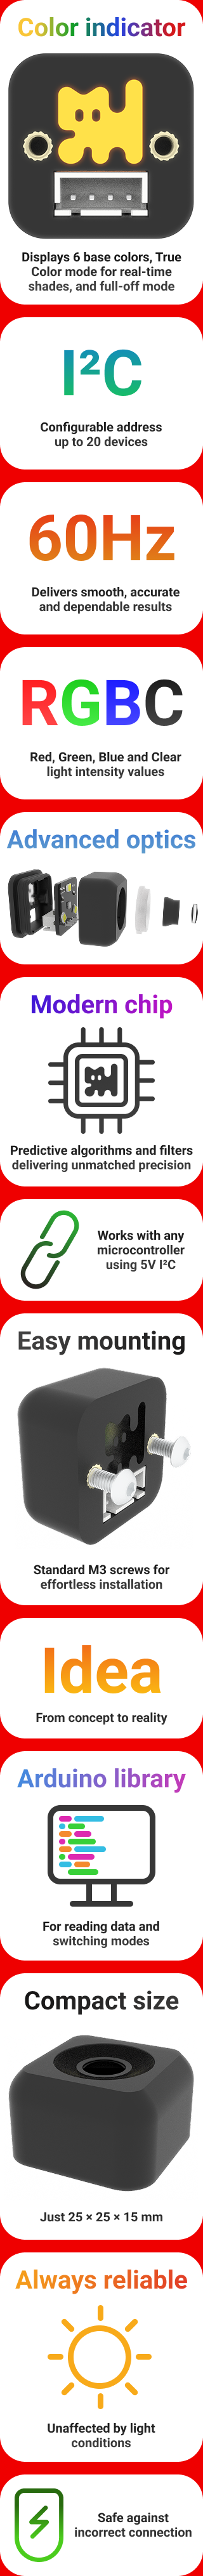 Color indicator
Displays 6 base colors, True
Color mode for real-time
shades, and full-off mode
I²C
Configurable address
up to 20 devices
60Hz
Delivers smooth, accurate
and dependable results
RGBC
Red, Green, Blue and Clear
light intensity values
Advanced optics
Modern chip
Predictive algorithms and filters
delivering unmatched precision
Works with any
microcontroller
using 5V I²C
Easy mounting
Standard M3 screws for
effortless installation
Idea
From concept to reality
Arduino library
For reading data and
switching modes
Compact size
Just 25 × 25 × 15 mm
Always reliable
Unaffected by light
conditions
Safe against
incorrect connection